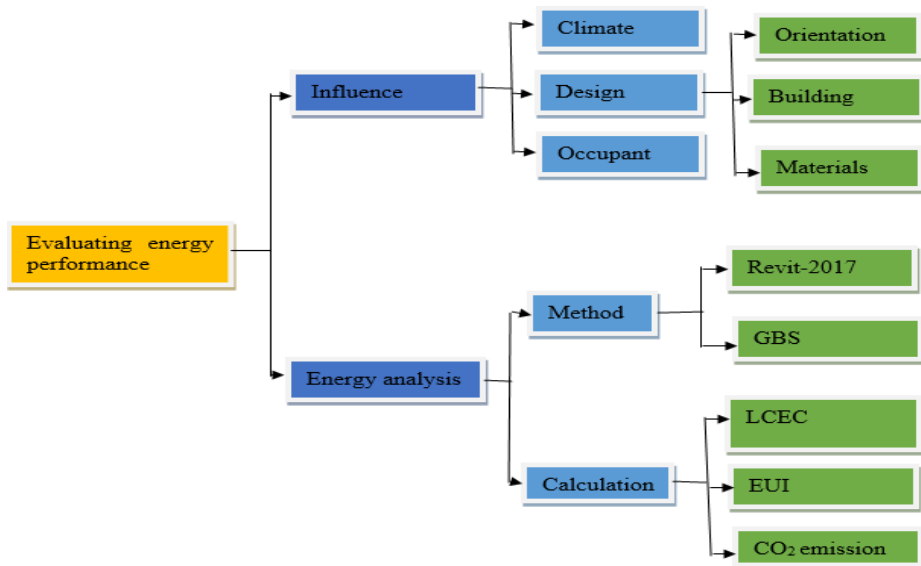 Climate
Orientation
Influence
Design
Building
Occupant
Materials
Evaluating energy
performance
Revit-2017
Method
GBS
Energy analysis
LCEC
Calculation
EUI
CO₂ emission